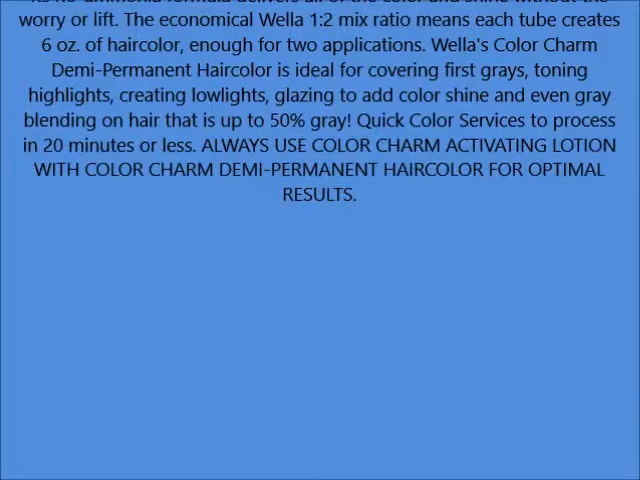 worry or lift. The economical Wella 1:2 mix ratio means each tube creates
6 oz. of haircolor, enough for two applications. Wella's Color Charm
Demi-Permanent Haircolor is ideal for covering first grays, toning
highlights, creating lowlights, glazing to add color shine and even gray
blending on hair that is up to 50% gray! Quick Color Services to process
in 20 minutes or less. ALWAYS USE COLOR CHARM ACTIVATING LOTION
WITH COLOR CHARM DEMI-PERMANENT HAIRCOLOR FOR OPTIMAL
RESULTS.